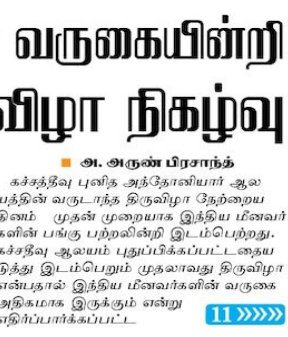 வருகையின்றி
விழா நிகழ்வு
அ. அருண் பிரசாந்த்
கச்சத்தீவு புனித அந்தோனியார் ஆல
யத்தின் வருடாந்த திருவிழா நேற்றைய
தினம் முதன் முறையாக இந்திய மீனவர்
களின் பங்கு பற்றலின்றி இடம்பெற்றது.
கச்சதீவு ஆலயம் புதுப்பிக்கப்பட்டதைய
டுத்து இடம்பெறும் முதலாவது திருவிழா
என்பதால் இந்திய மீனவர்களின் வருகை
அதிகமாக இருக்கும் என்று
எதிர்ப்பார்க்கப்பட்ட 11 »»»